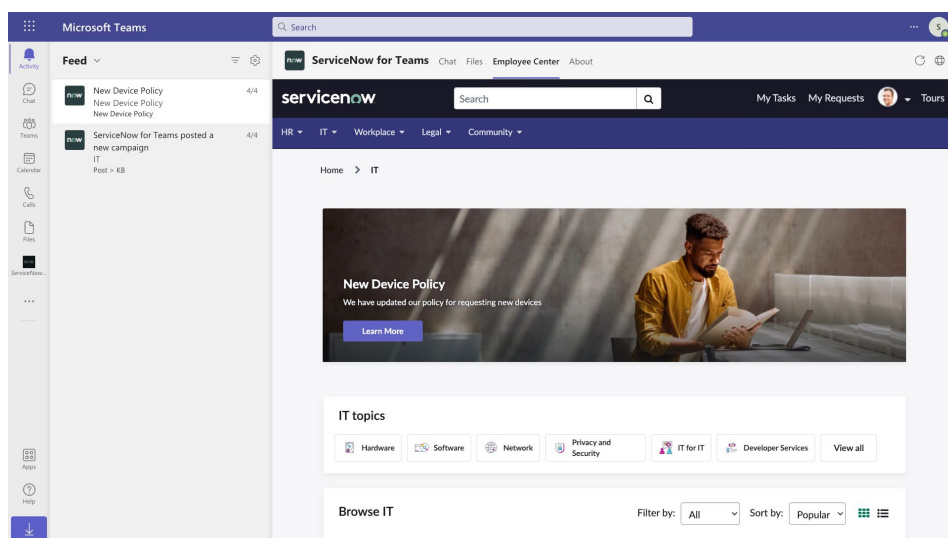 Microsoft Teams
Search
S
Activity
Chat
Teams
Calendar
Calls
Files
ServiceNow...
Apps
Help
Feed
now
New Device Policy
4/4
New Device Policy
New Device Policy
now
ServiceNow for Teams posted a
4/4
new campaign
IT
Post > KB
now
ServiceNow for Teams Chat Files Employee Center About
servicenow
Search
My Tasks My Requests Tours
HR IT Workplace Legal Community
Home > IT
New Device Policy
We have updated our policy for requesting new devices
Learn More
IT topics
Hardware
Software
Network
Privacy and
Security
IT for IT
Developer Services
View all
Browse IT
Filter by: All
Sort by: Popular